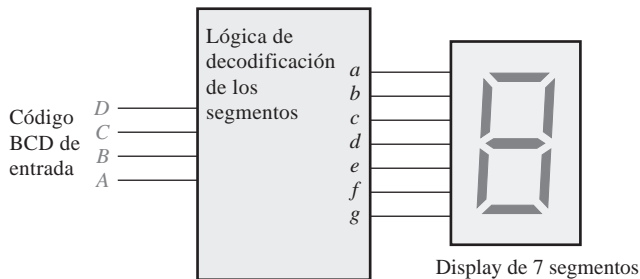 Lógica de
decodificación
de los
segmentos
Código
BCD de
entrada
D
C
B
A
a
b
c
d
e
f
g
Display de 7 segmentos